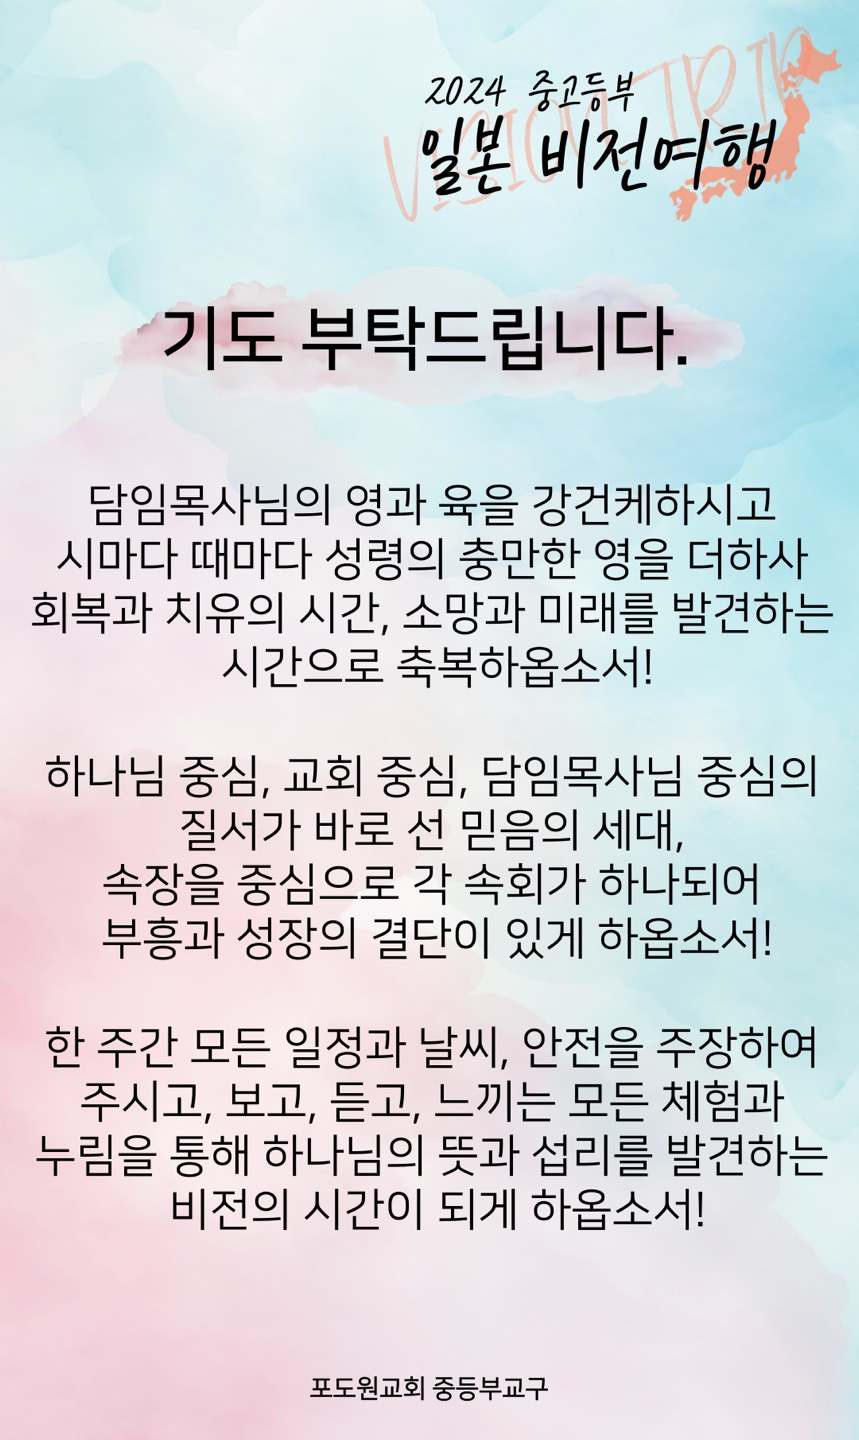 VISION TRIP
2024 중고등부
일본 비전여행
기도 부탁드립니다.
담임목사님의 영과 육을 강건케하시고
시마다 때마다 성령의 충만한 영을 더하사
회복과 치유의 시간, 소망과 미래를 발견하는
시간으로 축복하옵소서!
하나님 중심, 교회 중심, 담임목사님 중심의
질서가 바로 선 믿음의 세대,
속장을 중심으로 각 속회가 하나되어
부흥과 성장의 결단이 있게 하옵소서!
한 주간 모든 일정과 날씨, 안전을 주장하여
주시고, 보고, 듣고, 느끼는 모든 체험과
누림을 통해 하나님의 뜻과 섭리를 발견하는
비전의 시간이 되게 하옵소서!
포도원교회 중등부교구